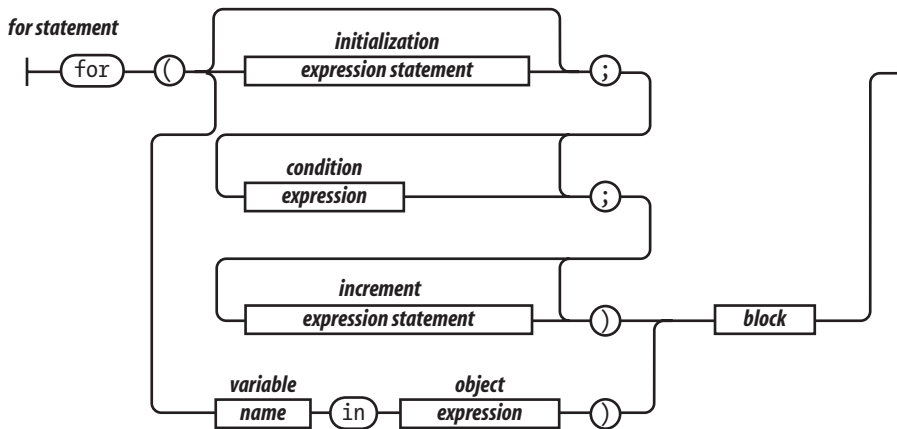 for statement
initialization
for ( expression statement ;
condition
expression ;
increment
expression statement ) block
variable object
name in expression )